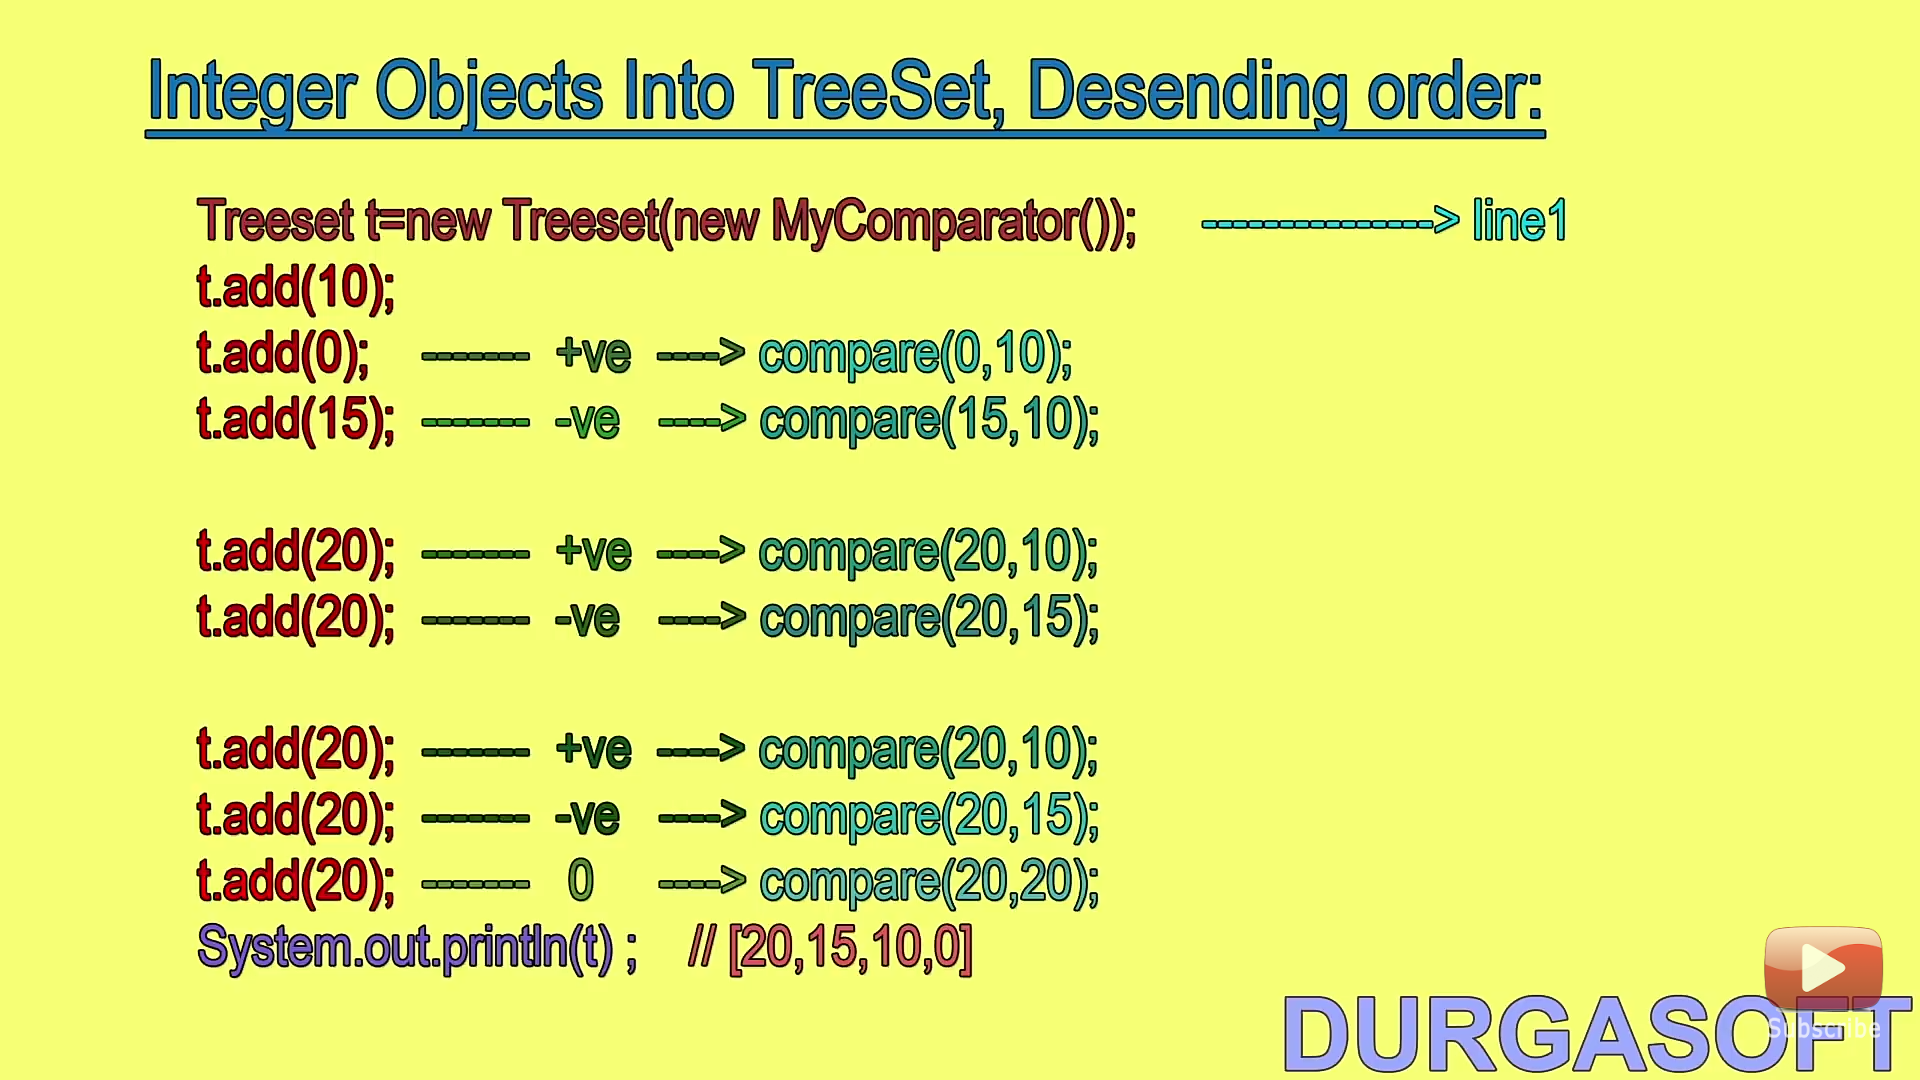 Integer Objects Into TreeSet, Desending order:
Treeset t=new Treeset(new MyComparator()); ---------------> line1
t.add(10);
t.add(0); ------- +ve ----> compare(0,10);
t.add(15); ------- -ve ----> compare(15,10);
t.add(20); ------- +ve ----> compare(20,10);
t.add(20); ------- -ve ----> compare(20,15);
t.add(20); ------- +ve ----> compare(20,10);
t.add(20); ------- -ve ----> compare(20,15);
t.add(20); ------- 0 ----> compare(20,20);
System.out.println(t) ; // [20,15,10,0]
DURGASOFT
Subscribe